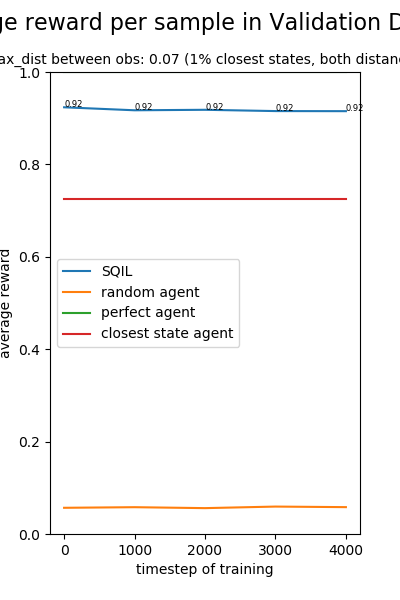 ge reward per sample in Validation D
ax_dist between obs: 0.07 (1% closest states, both distanc
1.0
0.92 0.92 0.92 0.92 0.92
0.8
0.6
SQIL
random agent
perfect agent
closest state agent
average reward
0.4
0.2
0.0
0 1000 2000 3000 4000
timestep of training